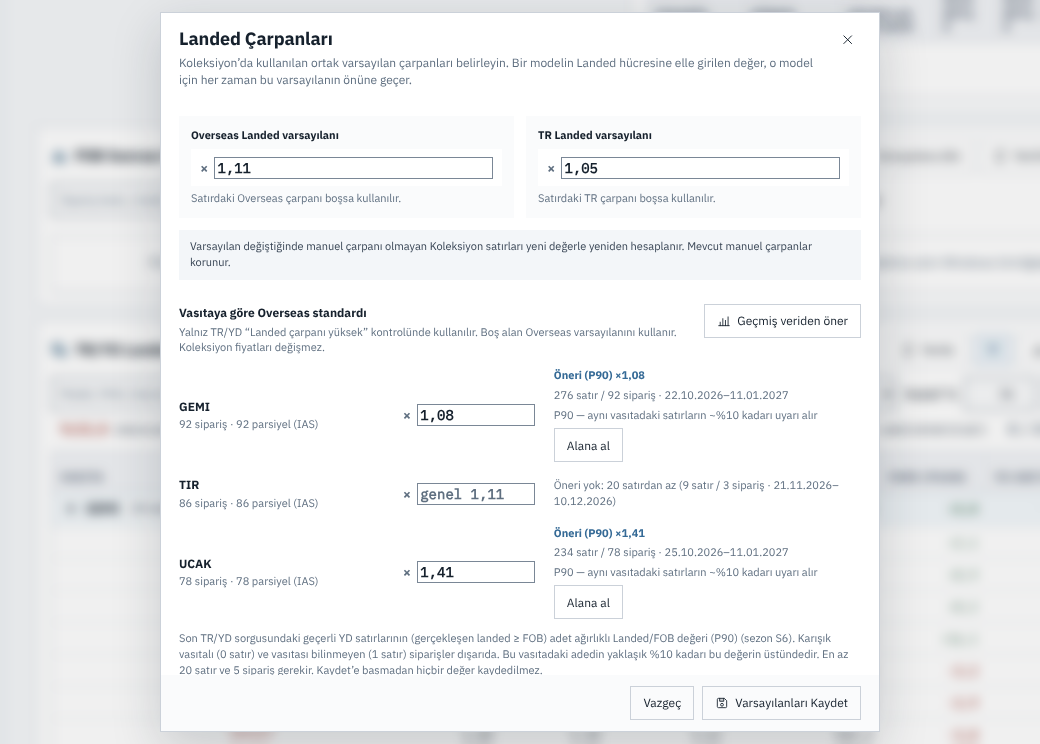 Landed Çarpanları
Koleksiyon’da kullanılan ortak varsayılan çarpanları belirleyin. Bir modelin Landed hücresine elle girilen değer, o model
için her zaman bu varsayılanın önüne geçer.
Overseas Landed varsayılanı
× 1,11
Satırdaki Overseas çarpanı boşsa kullanılır.
TR Landed varsayılanı
× 1,05
Satırdaki TR çarpanı boşsa kullanılır.
Varsayılan değiştiğinde manuel çarpanı olmayan Koleksiyon satırları yeni değerle yeniden hesaplanır. Mevcut manuel çarpanlar
korunur.
Vasıtaya göre Overseas standardı
Yalnız TR/YD “Landed çarpanı yüksek” kontrolünde kullanılır. Boş alan Overseas varsayılanını kullanır.
Koleksiyon fiyatları değişmez.
Geçmiş veriden öner
GEMI
92 sipariş · 92 parsiyel (IAS)
× 1,08
Öneri (P90) ×1,08
276 satır / 92 sipariş · 22.10.2026–11.01.2027
P90 — aynı vasıtadaki satırların ~%10 kadarı uyarı alır
Alana al
TIR
86 sipariş · 86 parsiyel (IAS)
× genel 1,11
Öneri yok: 20 satırdan az (9 satır / 3 sipariş · 21.11.2026–
10.12.2026)
UCAK
78 sipariş · 78 parsiyel (IAS)
× 1,41
Öneri (P90) ×1,41
234 satır / 78 sipariş · 25.10.2026–11.01.2027
P90 — aynı vasıtadaki satırların ~%10 kadarı uyarı alır
Alana al
Son TR/YD sorgusundaki geçerli YD satırlarının (gerçekleşen landed ≥ FOB) adet ağırlıklı Landed/FOB değeri (P90) (sezon S6). Karışık
vasıtalı (0 satır) ve vasıtası bilinmeyen (1 satır) siparişler dışarıda. Bu vasıtadaki adedin yaklaşık %10 kadarı bu değerin üstündedir. En az
20 satır ve 5 sipariş gerekir. Kaydet’e basmadan hiçbir değer kaydedilmez.
Vazgeç
Varsayılanları Kaydet